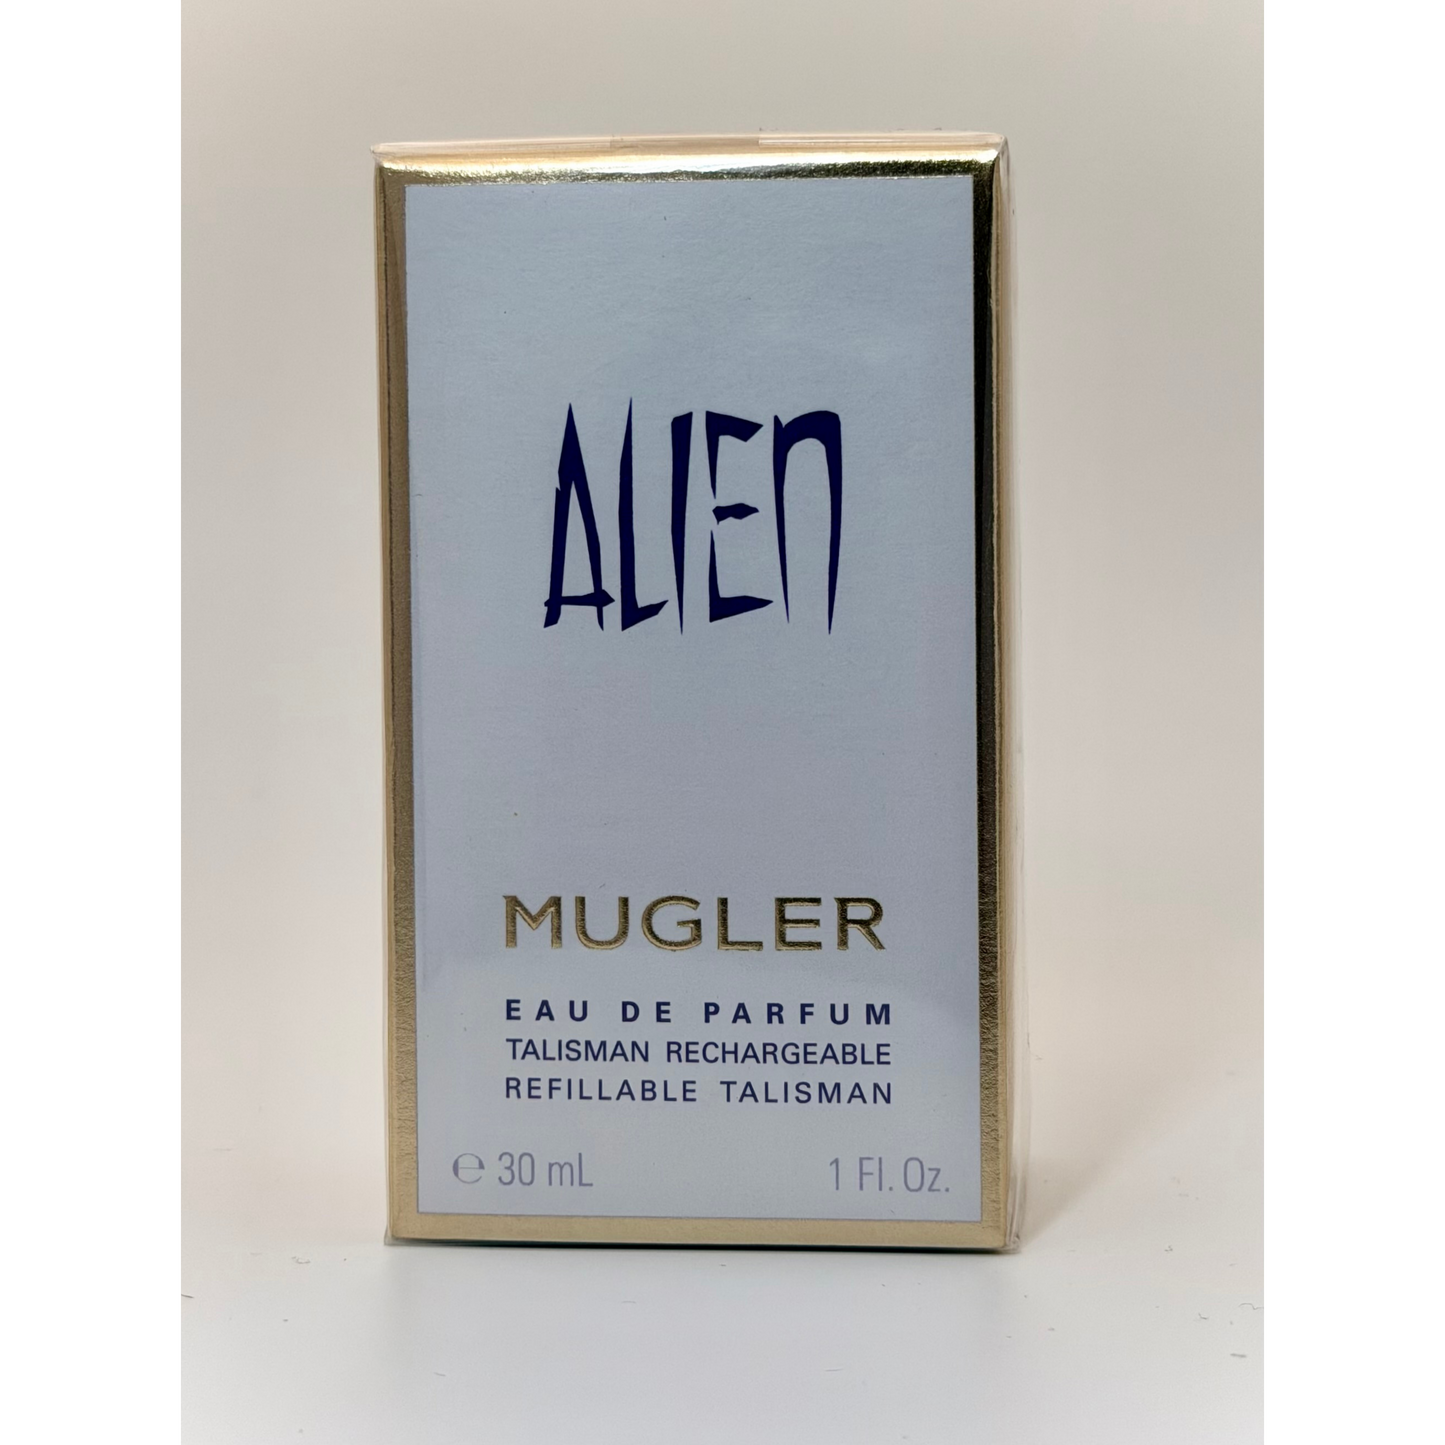 ALIEN
MUGLER
EAU DE PARFUM
TALISMAN RECHARGEABLE
REFILLABLE TALISMAN
℮ 30 mL 1 Fl. Oz.